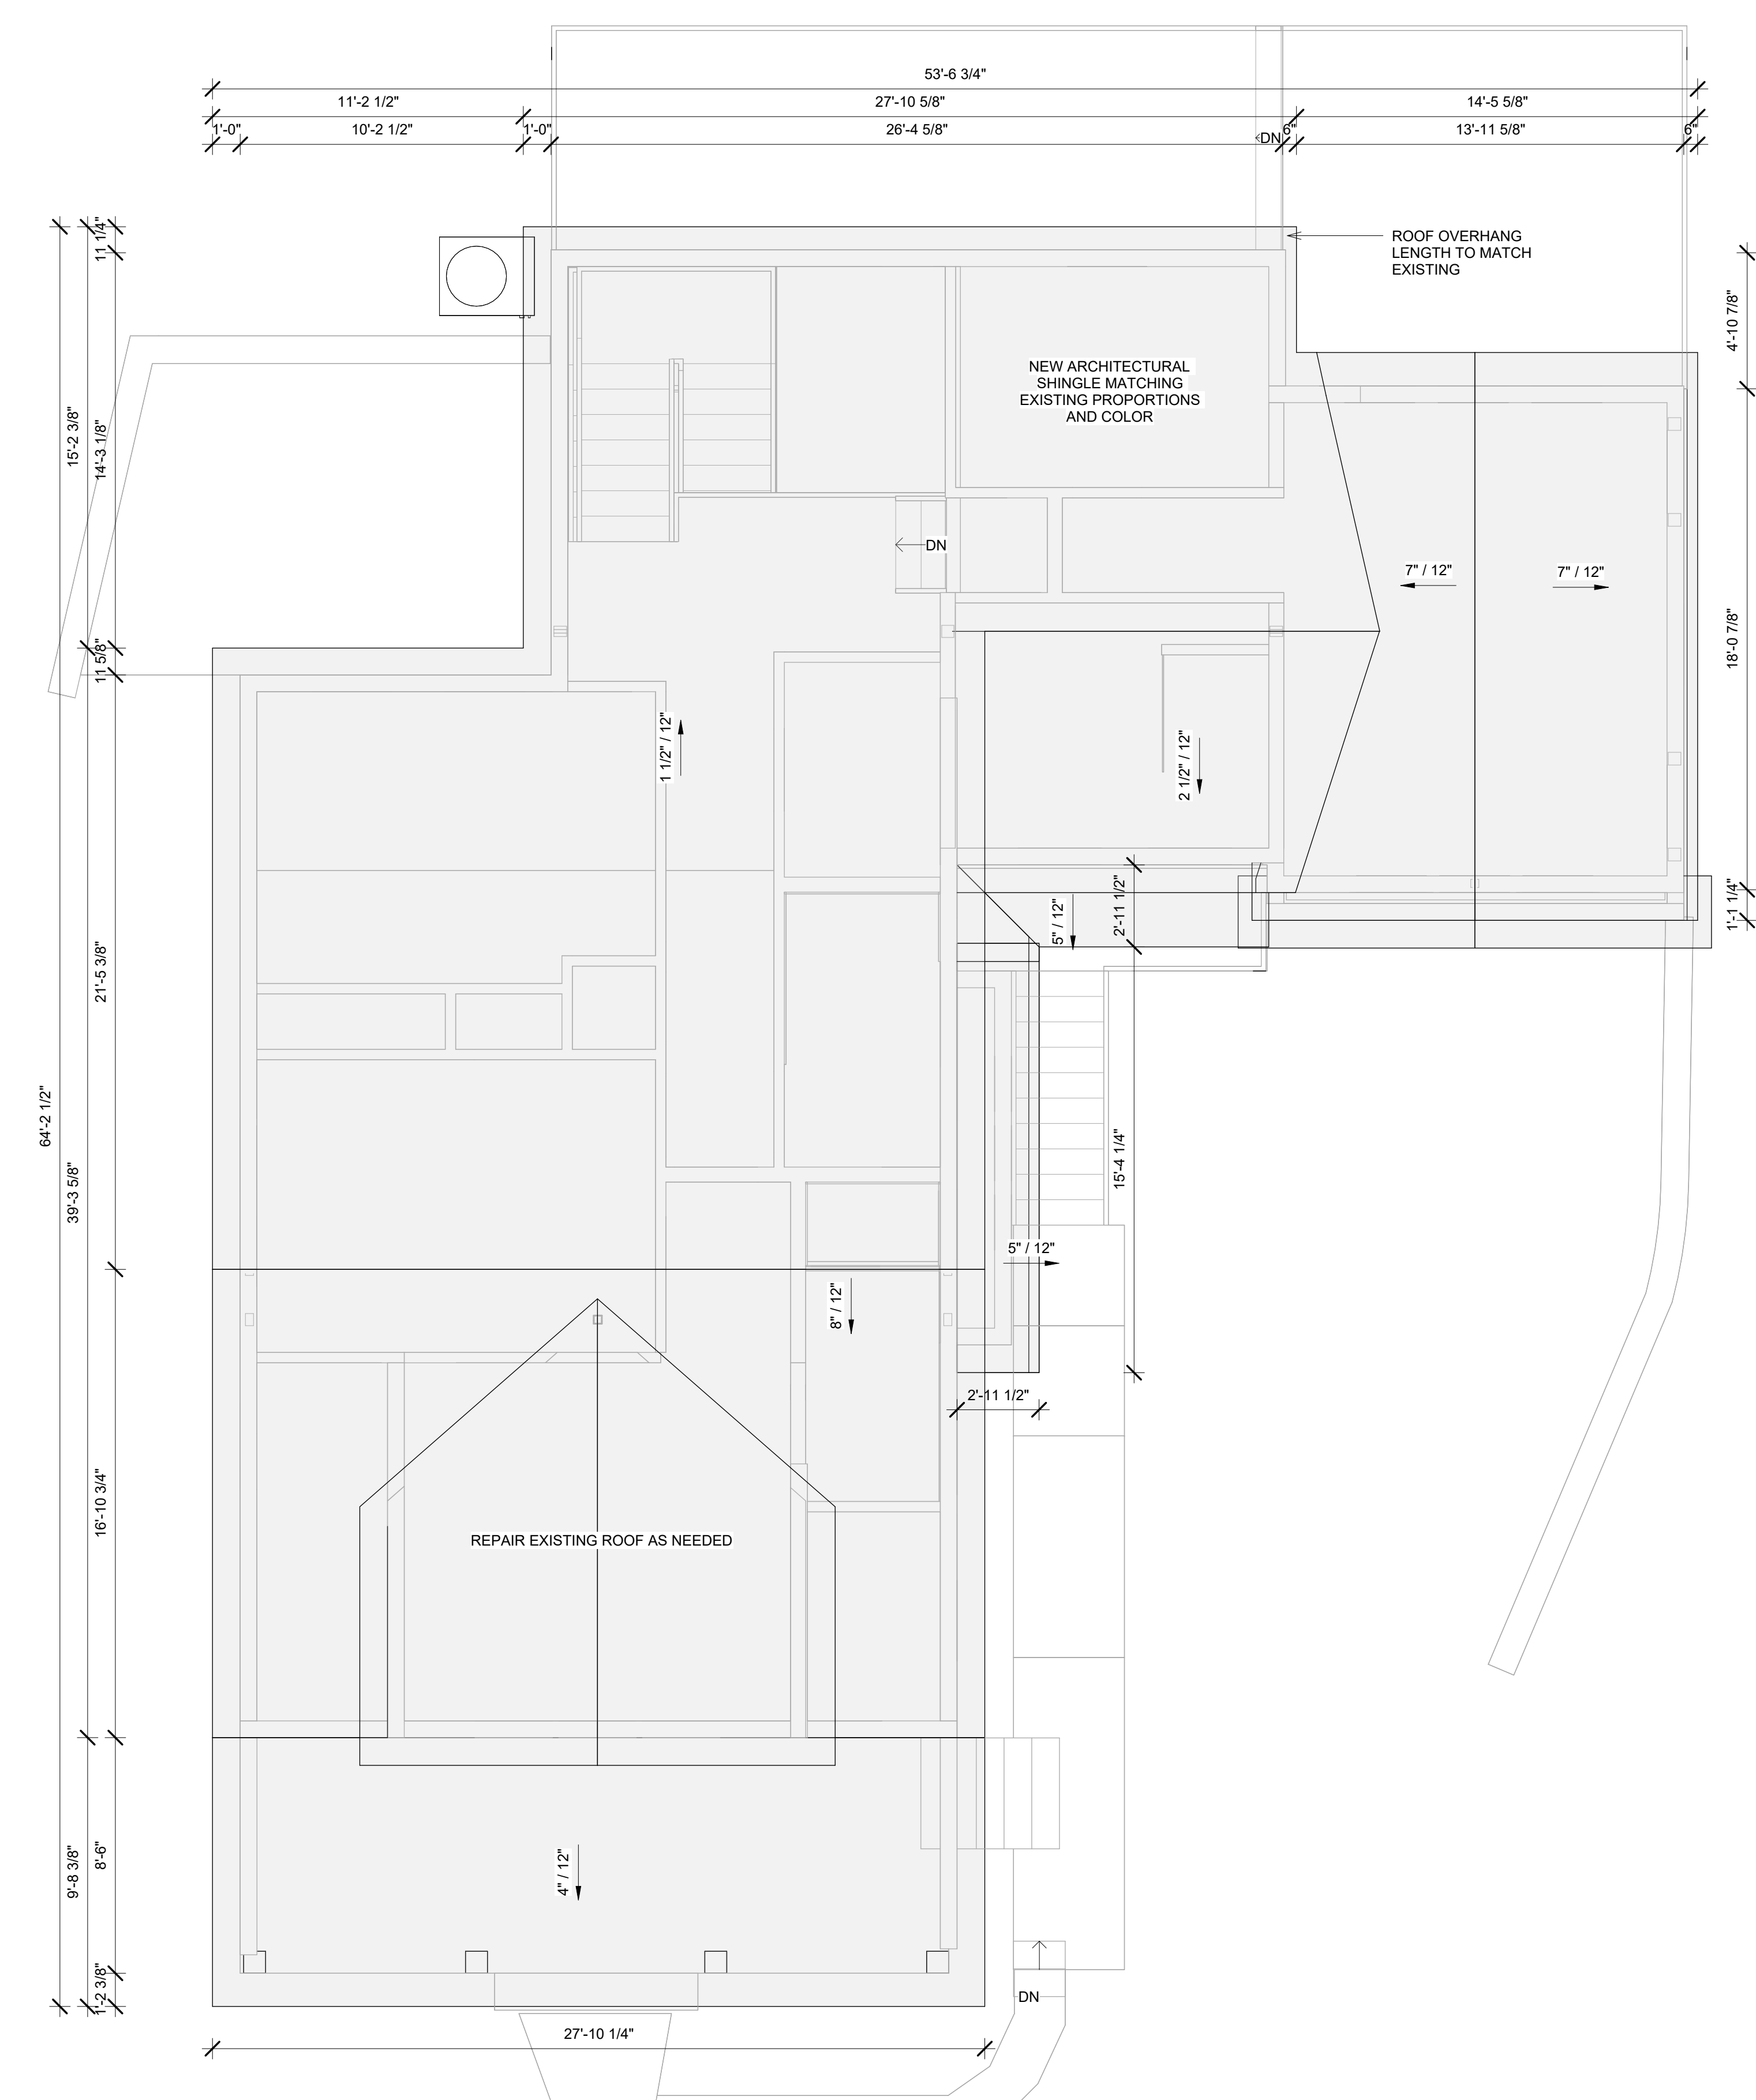 53'-6 3/4"
11'-2 1/2"
27'-10 5/8"
14'-5 5/8"
1'-0"
10'-2 1/2"
1'-0"
26'-4 5/8"
6"
13'-11 5/8"
6"
DN
ROOF OVERHANG
LENGTH TO MATCH
EXISTING
11 1/4"
4'-10 7/8"
NEW ARCHITECTURAL
SHINGLE MATCHING
EXISTING PROPORTIONS
AND COLOR
15'-2 3/8"
14'-3 1/8"
DN
7" / 12"
7" / 12"
18'-0 7/8"
11 5/8"
1 1/2" / 12"
2 1/2" / 12"
5" / 12"
2'-11 1/2"
1'-1 1/4"
21'-5 3/8"
64'-2 1/2"
39'-3 5/8"
15'-4 1/4"
5" / 12"
8" / 12"
2'-11 1/2"
16'-10 3/4"
REPAIR EXISTING ROOF AS NEEDED
9'-8 3/8"
8'-6"
4" / 12"
1'-2 3/8"
DN
27'-10 1/4"